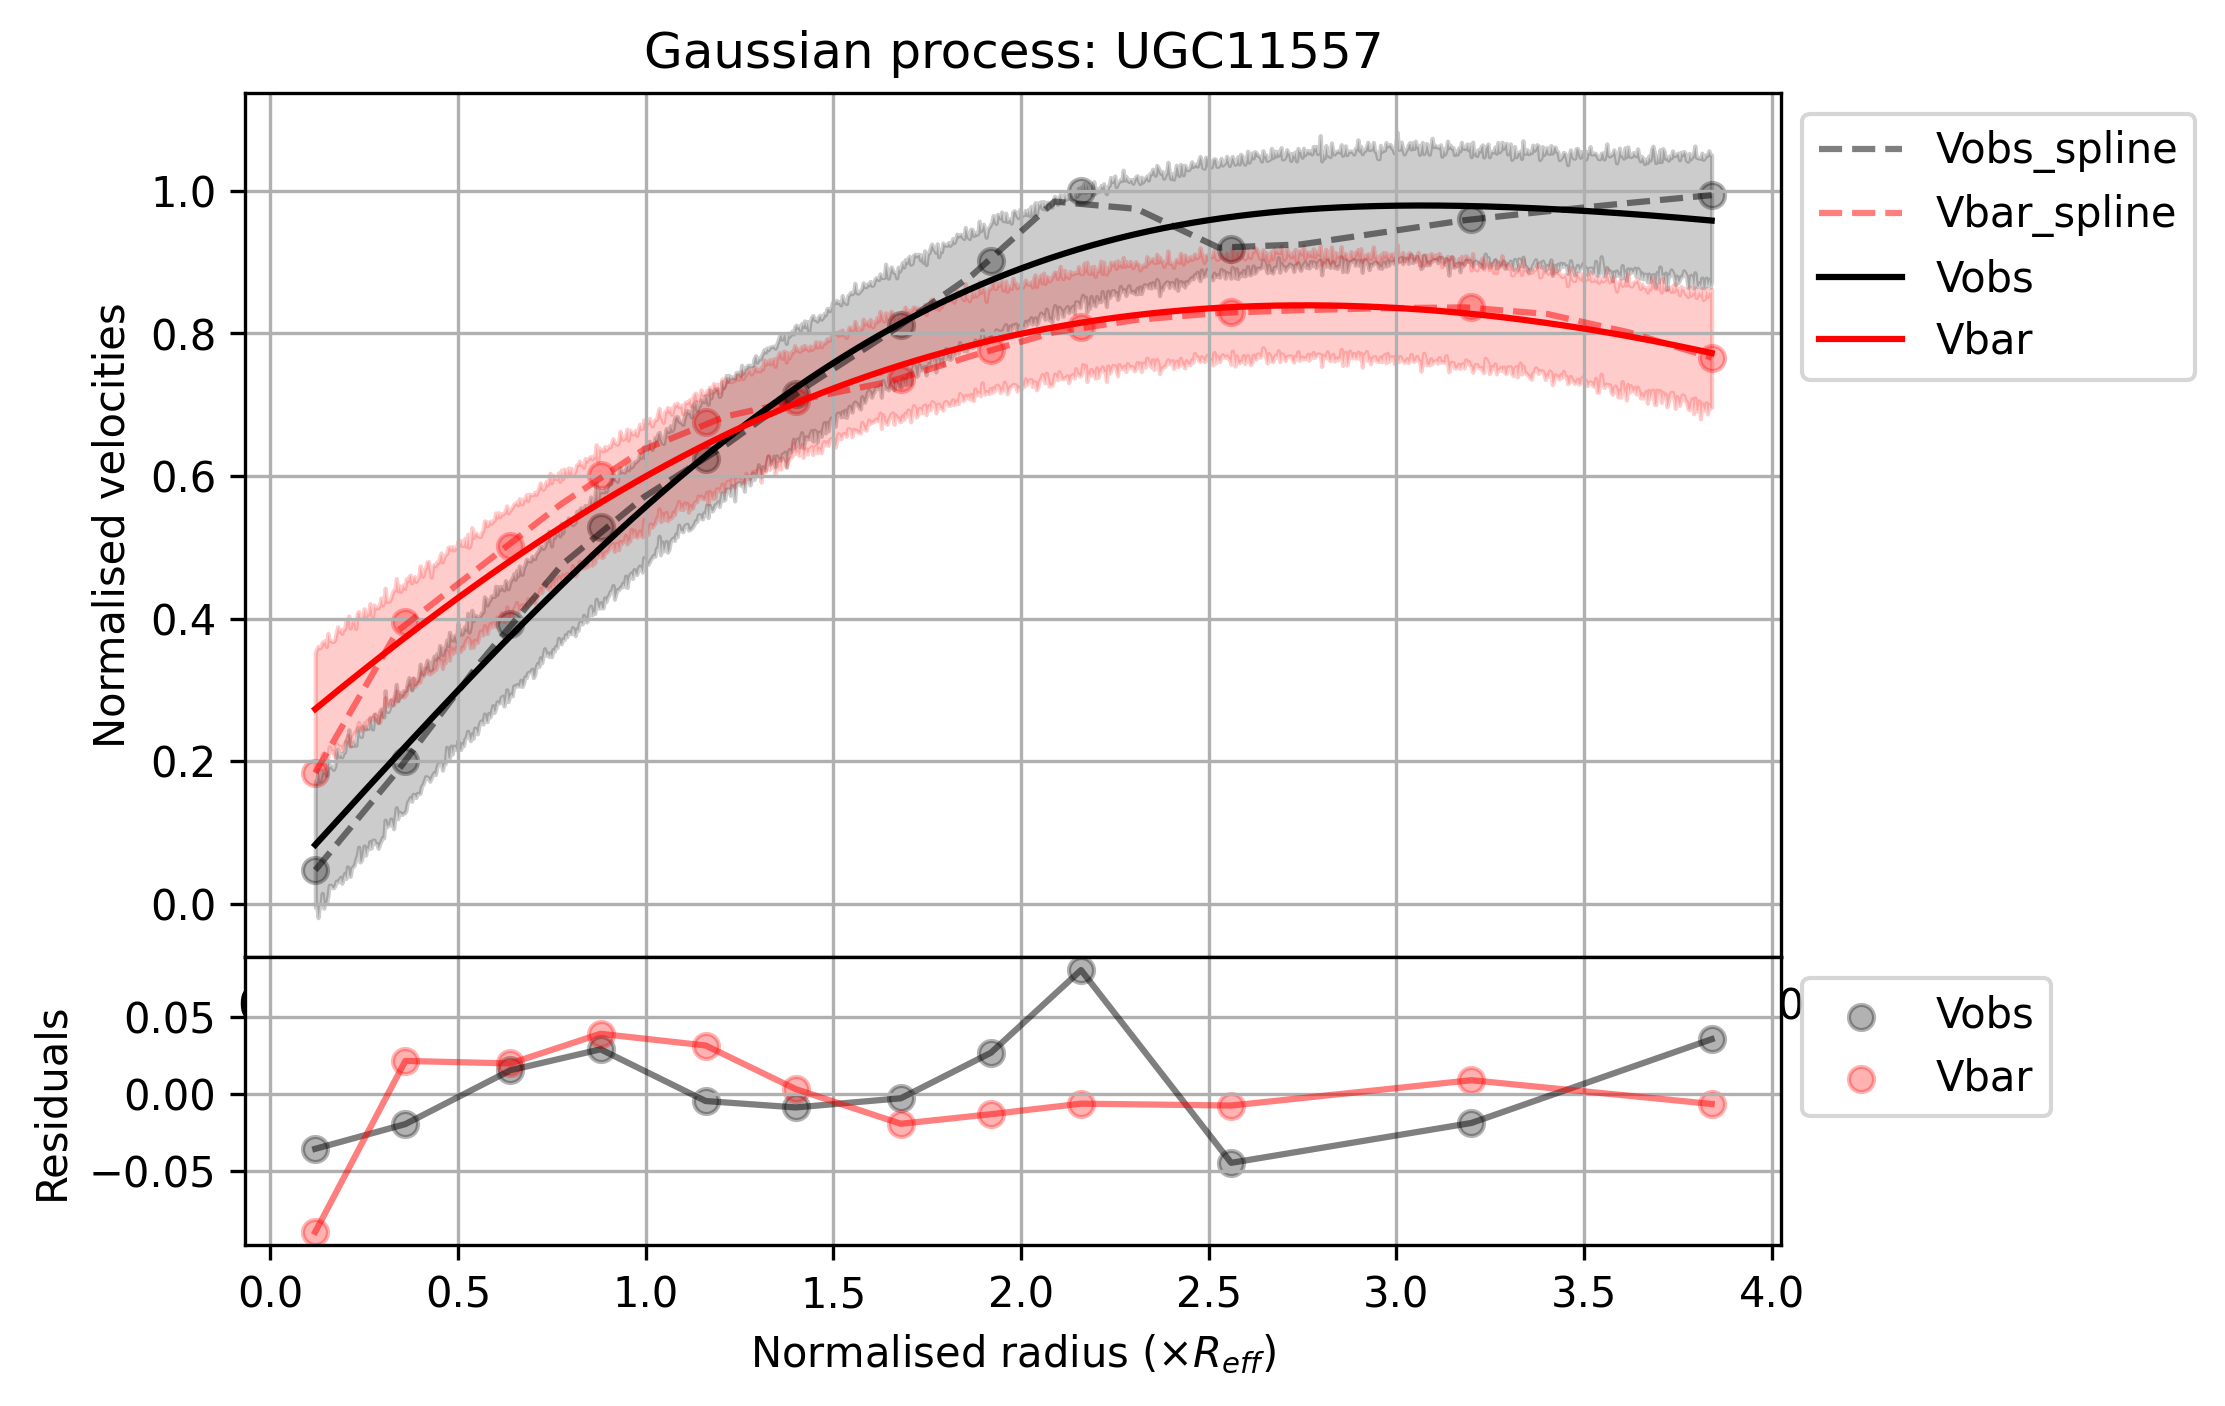 Gaussian process: UGC11557
Normalised velocities
1.0
0.8
0.6
0.4
0.2
0.0
Vobs_spline
Vbar_spline
Vobs
Vbar
Residuals
0.05
0.00
−0.05
0
Vobs
Vbar
0.0 0.5 1.0 1.5 2.0 2.5 3.0 3.5 4.0
Normalised radius (×R_eff)